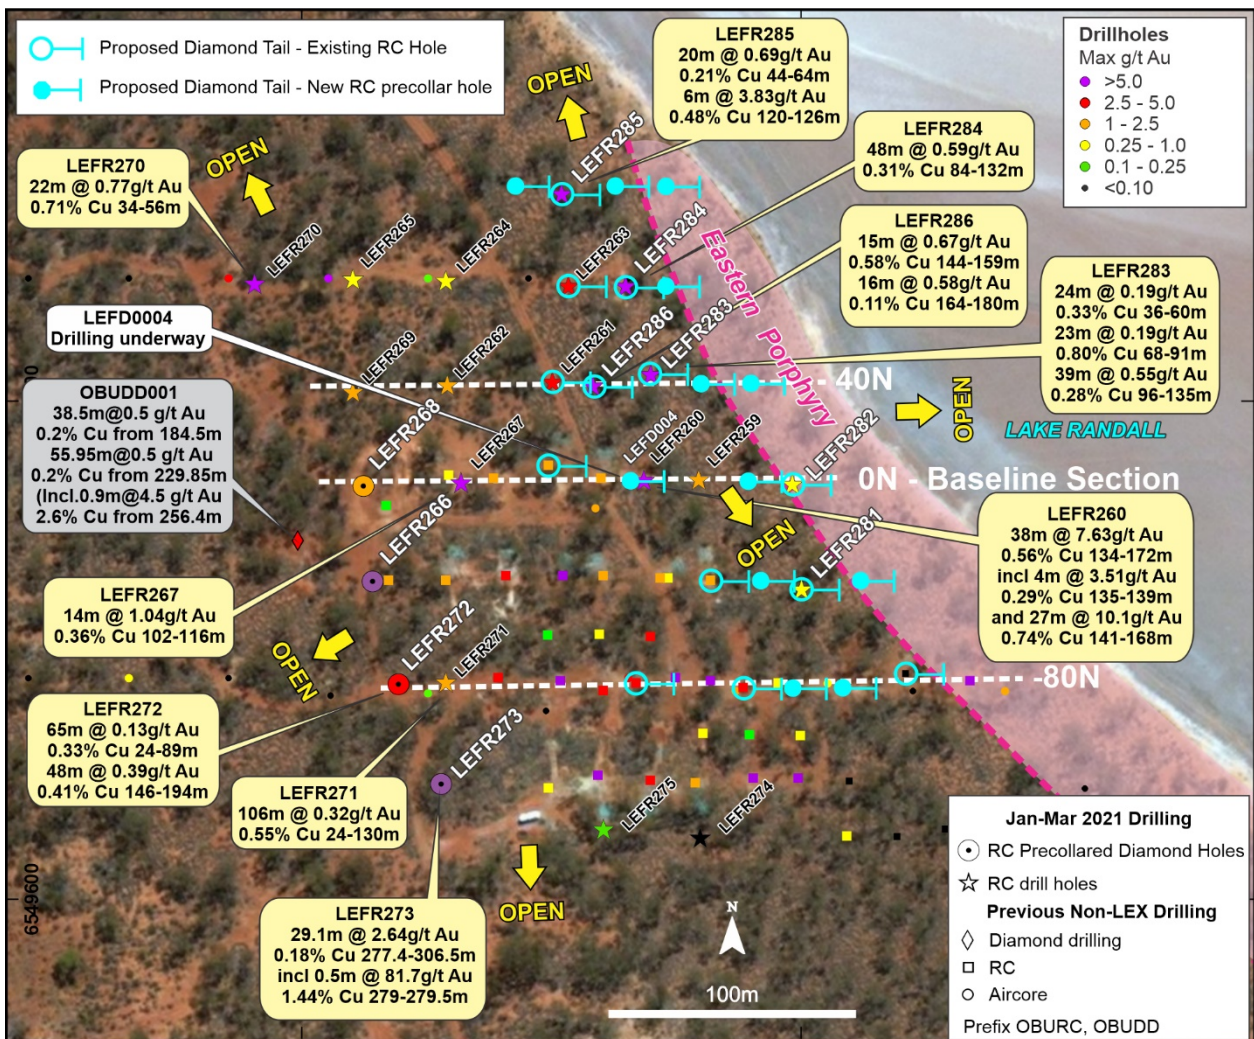 Proposed Diamond Tail - Existing RC Hole
Proposed Diamond Tail - New RC precollar hole
LEFR285
20m @ 0.69g/t Au
0.21% Cu 44-64m
6m @ 3.83g/t Au
0.48% Cu 120-126m
Drillholes
Max g/t Au
>5.0
2.5 - 5.0
1 - 2.5
0.25 - 1.0
0.1 - 0.25
<0.10
LEFR284
48m @ 0.59g/t Au
0.31% Cu 84-132m
LEFR270
22m @ 0.77g/t Au
0.71% Cu 34-56m
OPEN
OPEN
LEFR285
LEFR286
15m @ 0.67g/t Au
0.58% Cu 144-159m
16m @ 0.58g/t Au
0.11% Cu 164-180m
LEFR283
24m @ 0.19g/t Au
0.33% Cu 36-60m
23m @ 0.19g/t Au
0.80% Cu 68-91m
39m @ 0.55g/t Au
0.28% Cu 96-135m
LEFR270
LEFR265
LEFR264
LEFR263
LEFR284
Eastern Porphyry
LEFD0004
Drilling underway
LEFR269
LEFR262
LEFR261
LEFR286
LEFR283
40N
OPEN
LAKE RANDALL
OBUDD001
38.5m@0.5 g/t Au
0.2% Cu from 184.5m
55.95m@0.5 g/t Au
0.2% Cu from 229.85m
(Incl.0.9m@4.5 g/t Au
2.6% Cu from 256.4m)
LEFR268
LEFR267
LEFD004
LEFR260
LEFR259
LEFR282
0N - Baseline Section
LEFR266
OPEN
LEFR281
LEFR260
38m @ 7.63g/t Au
0.56% Cu 134-172m
incl 4m @ 3.51g/t Au
0.29% Cu 135-139m
and 27m @ 10.1g/t Au
0.74% Cu 141-168m
LEFR267
14m @ 1.04g/t Au
0.36% Cu 102-116m
OPEN
LEFR272
LEFR271
-80N
LEFR272
65m @ 0.13g/t Au
0.33% Cu 24-89m
48m @ 0.39g/t Au
0.41% Cu 146-194m
LEFR273
LEFR271
106m @ 0.32g/t Au
0.55% Cu 24-130m
LEFR275
LEFR274
6549600
OPEN
LEFR273
29.1m @ 2.64g/t Au
0.18% Cu 277.4-306.5m
incl 0.5m @ 81.7g/t Au
1.44% Cu 279-279.5m
N
100m
Jan-Mar 2021 Drilling
RC Precollared Diamond Holes
RC drill holes
Previous Non-LEX Drilling
Diamond drilling
RC
Aircore
Prefix OBURC, OBUDD